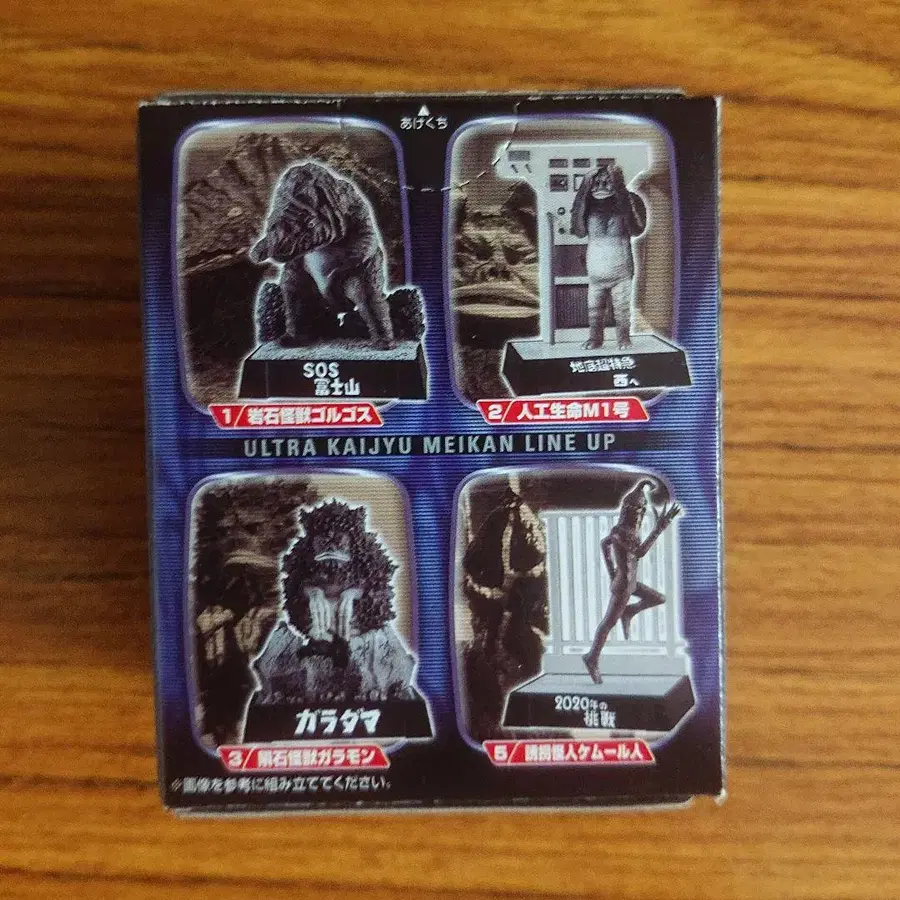 あけくち
SOS
富士山
1/岩石怪獣ゴルゴス
地底超特急
西へ
2/人工生命M1号
ULTRA KAIJYU MEIKAN LINE UP
ガラダマ
3/隕石怪獣ガラモン
2020年の
挑戦
5/誘拐怪人ケムール人
※画像を参考に組み立ててください。